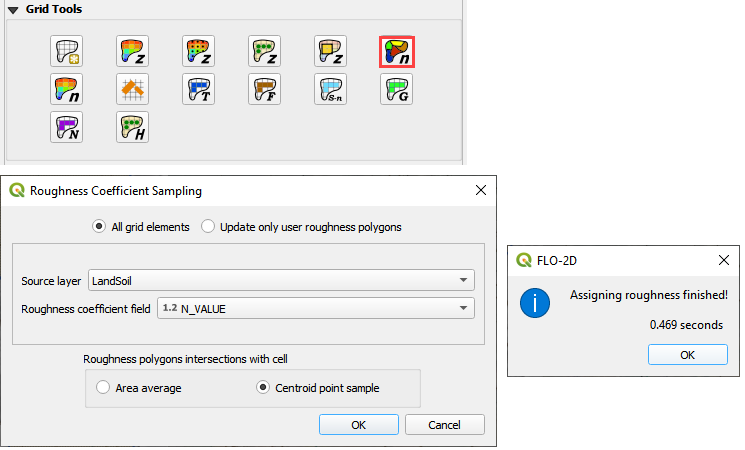 Grid Tools
z z z z n
n T F S-n G
N H
Roughness Coefficient Sampling
All grid elements Update only user roughness polygons
Source layer LandSoil
Roughness coefficient field 1.2 N_VALUE
Roughness polygons intersections with cell
Area average Centroid point sample
OK Cancel
FLO-2D
i
Assigning roughness finished!
0.469 seconds
OK